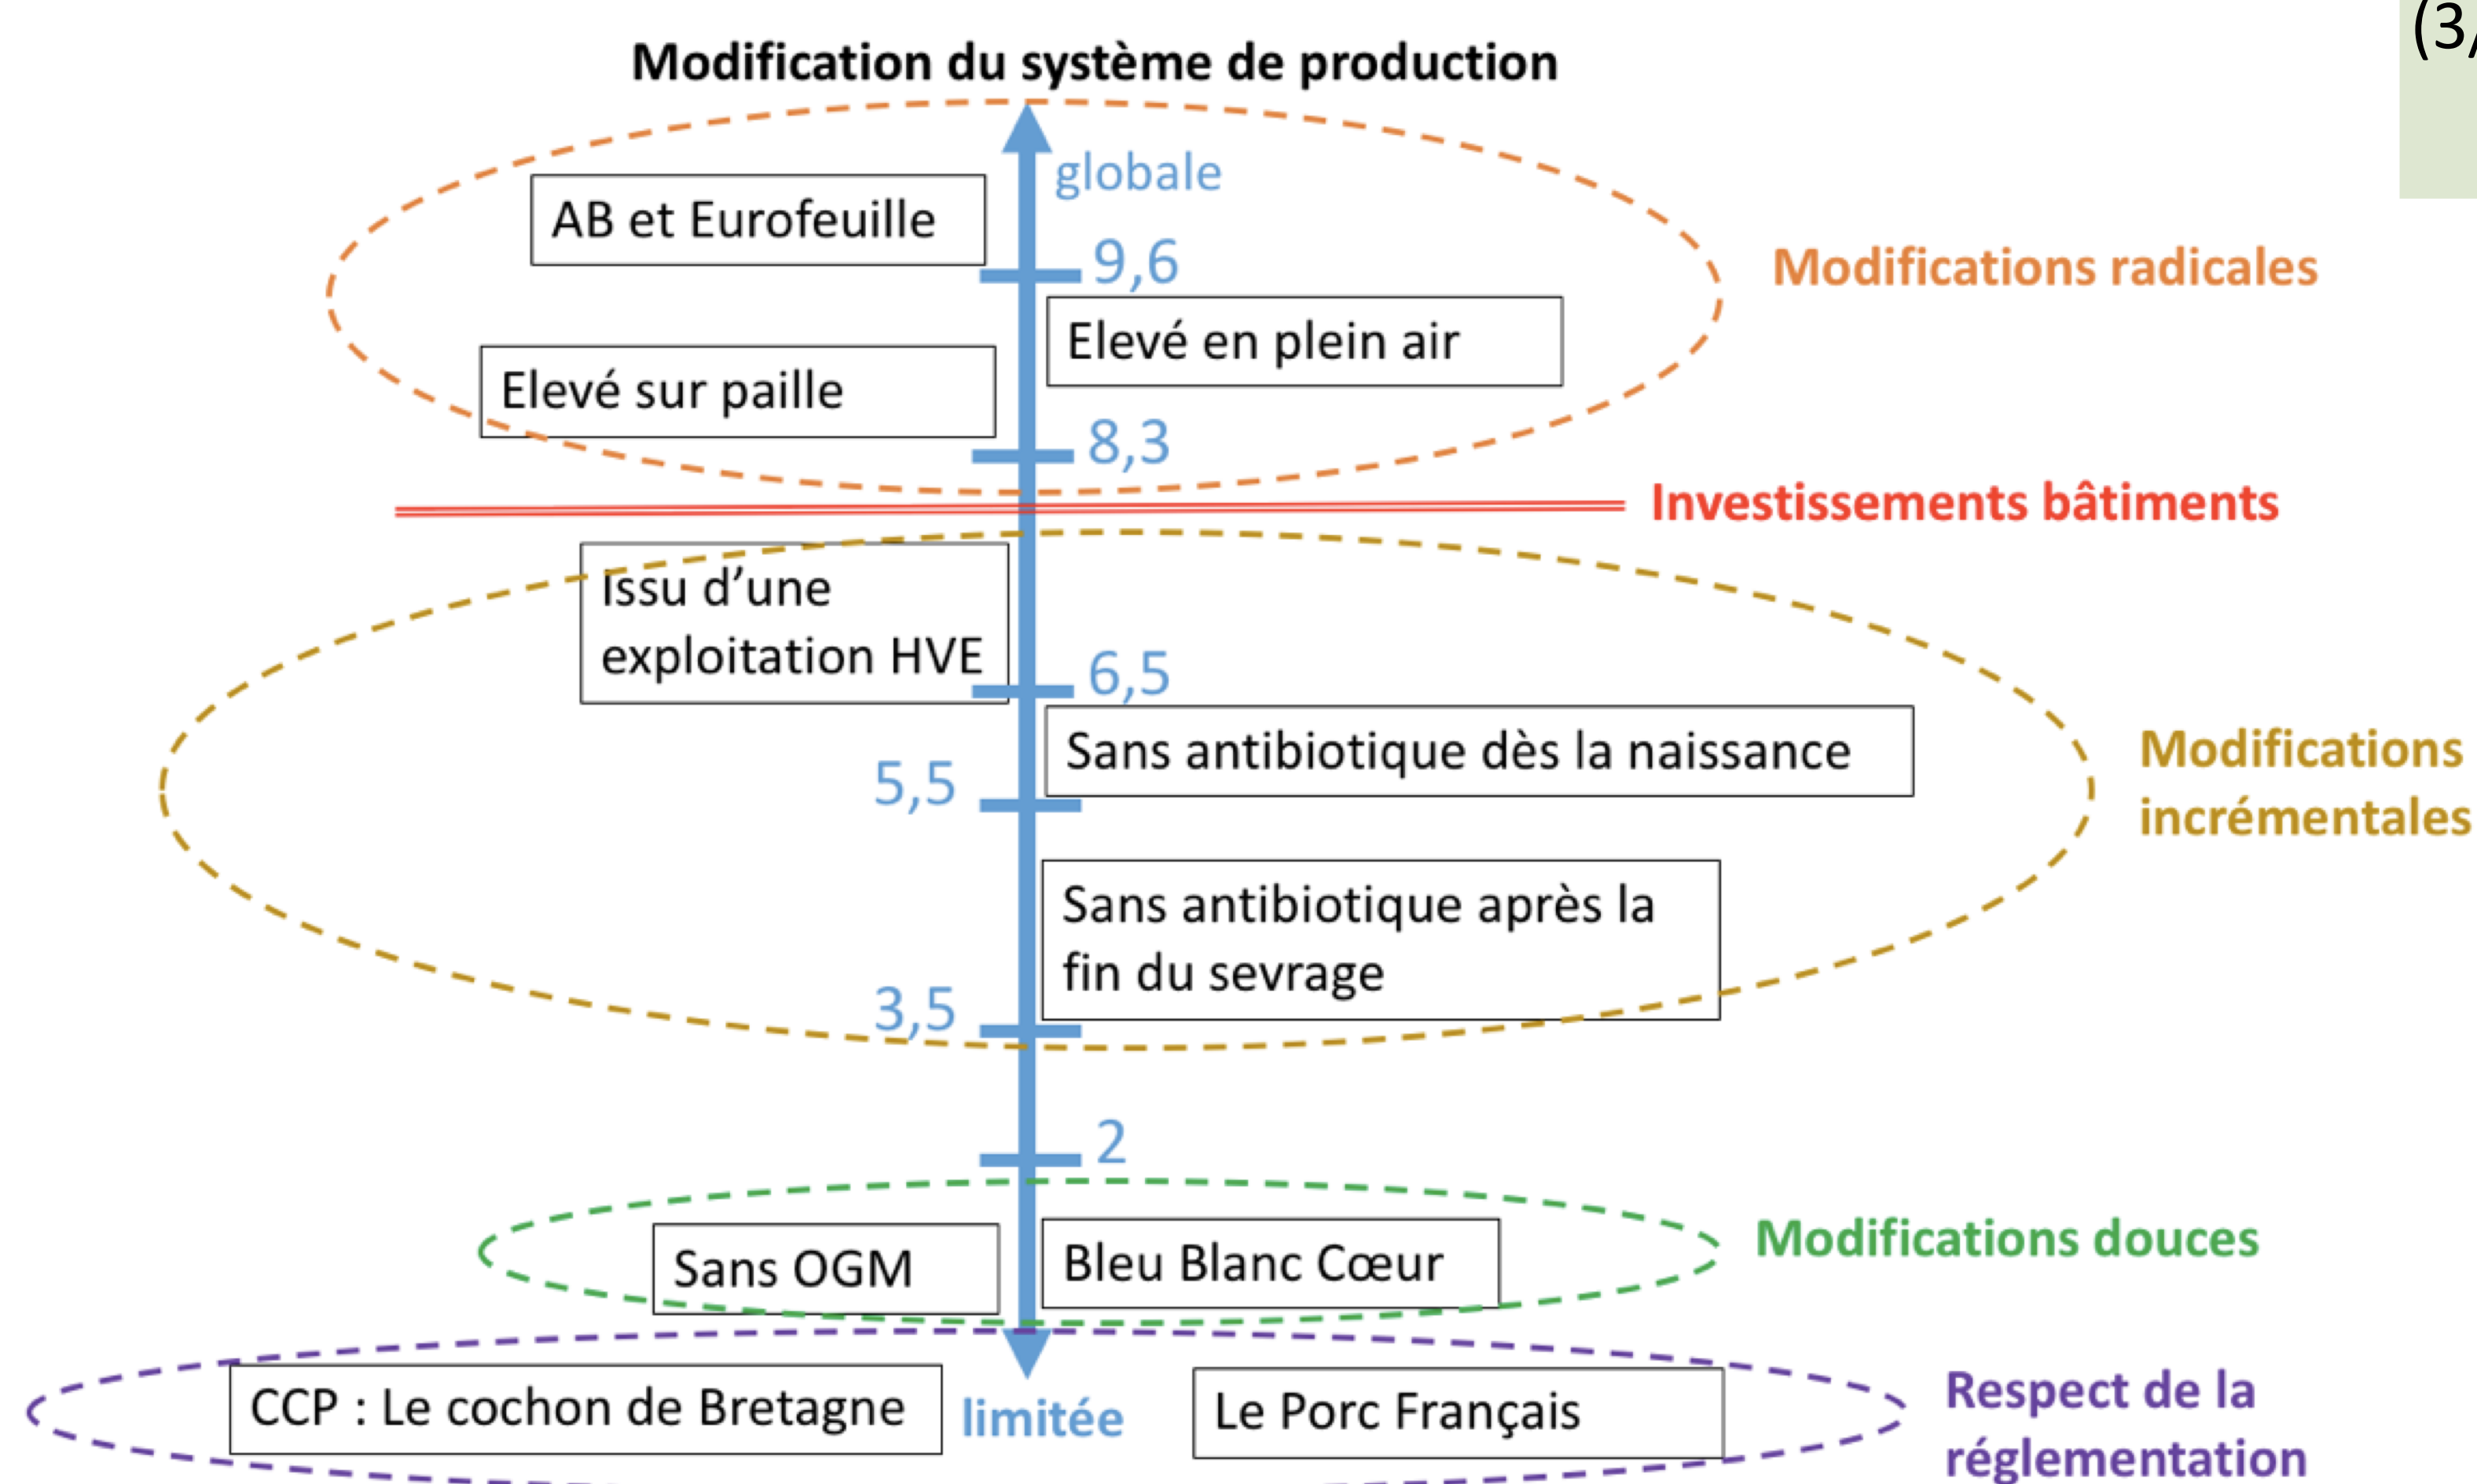 (3
Modification du système de production
globale
AB et Eurofeuille
9,6
Modifications radicales
Elevé en plein air
Elevé sur paille
8,3
Investissements bâtiments
Issu d’une
exploitation HVE
6,5
Sans antibiotique dès la naissance
Modifications
incrémentales
5,5
Sans antibiotique après la
fin du sevrage
3,5
2
Sans OGM
Bleu Blanc Cœur
Modifications douces
CCP : Le cochon de Bretagne
limitée
Le Porc Français
Respect de la
réglementation